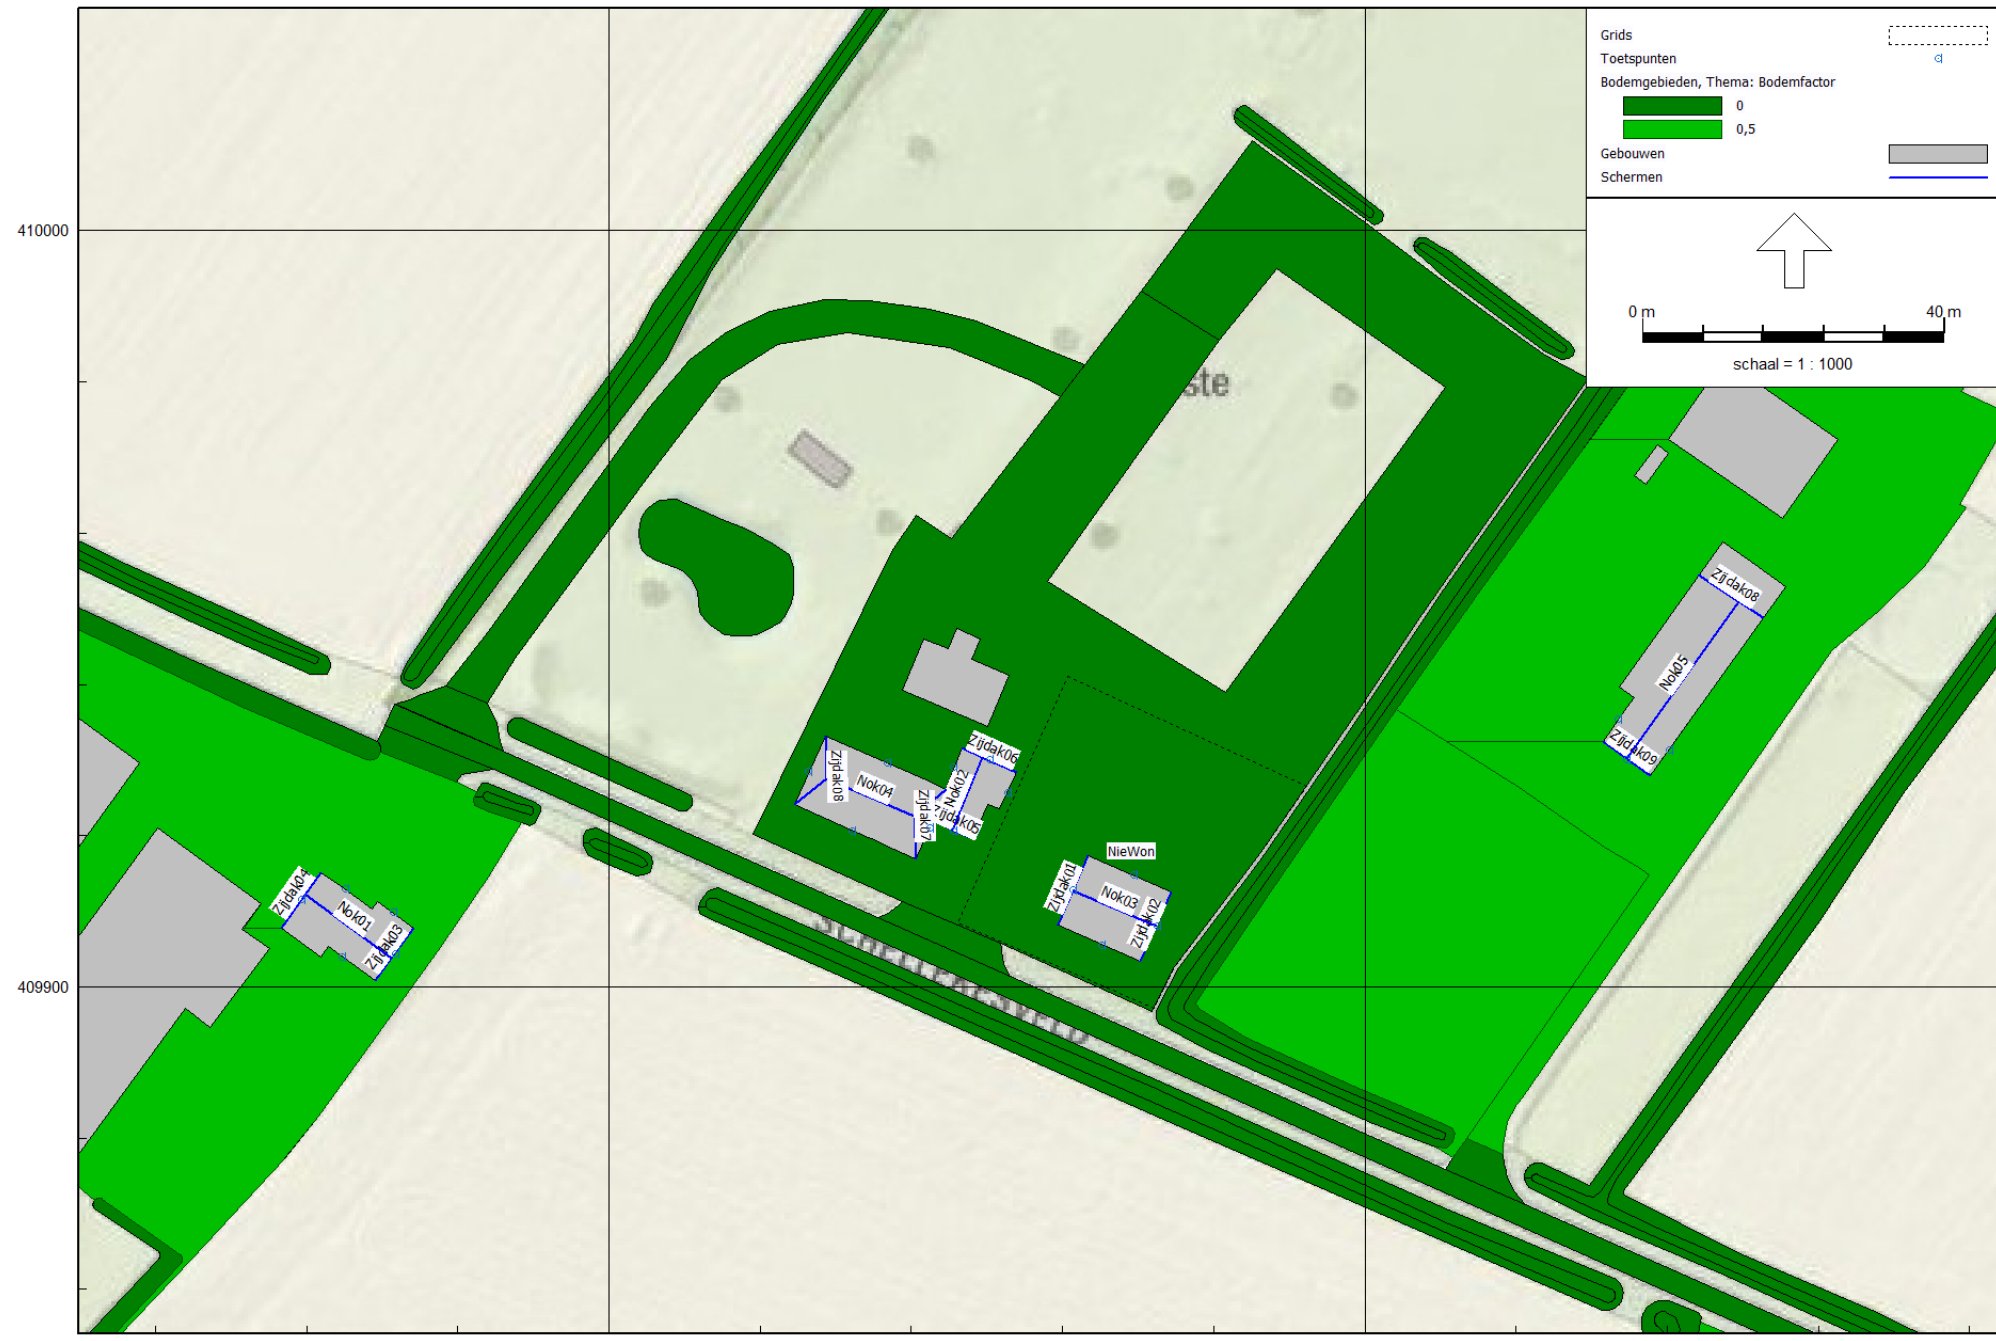 Grids
Toetspunten
Bodemgebieden, Thema: Bodemfactor
0
0,5
Gebouwen
Schermen
410000
0 m
40 m
schaal = 1 : 1000
ste
Zijdak08
Nok05
Zijdak09
Zijdak06
Zijdak08
Nok04
Nok02
Zijdak07
Zijdak05
NieWon
Zijdak01
Nok03
Zijdak02
Zijdak04
Nok01
Zijdak03
409900